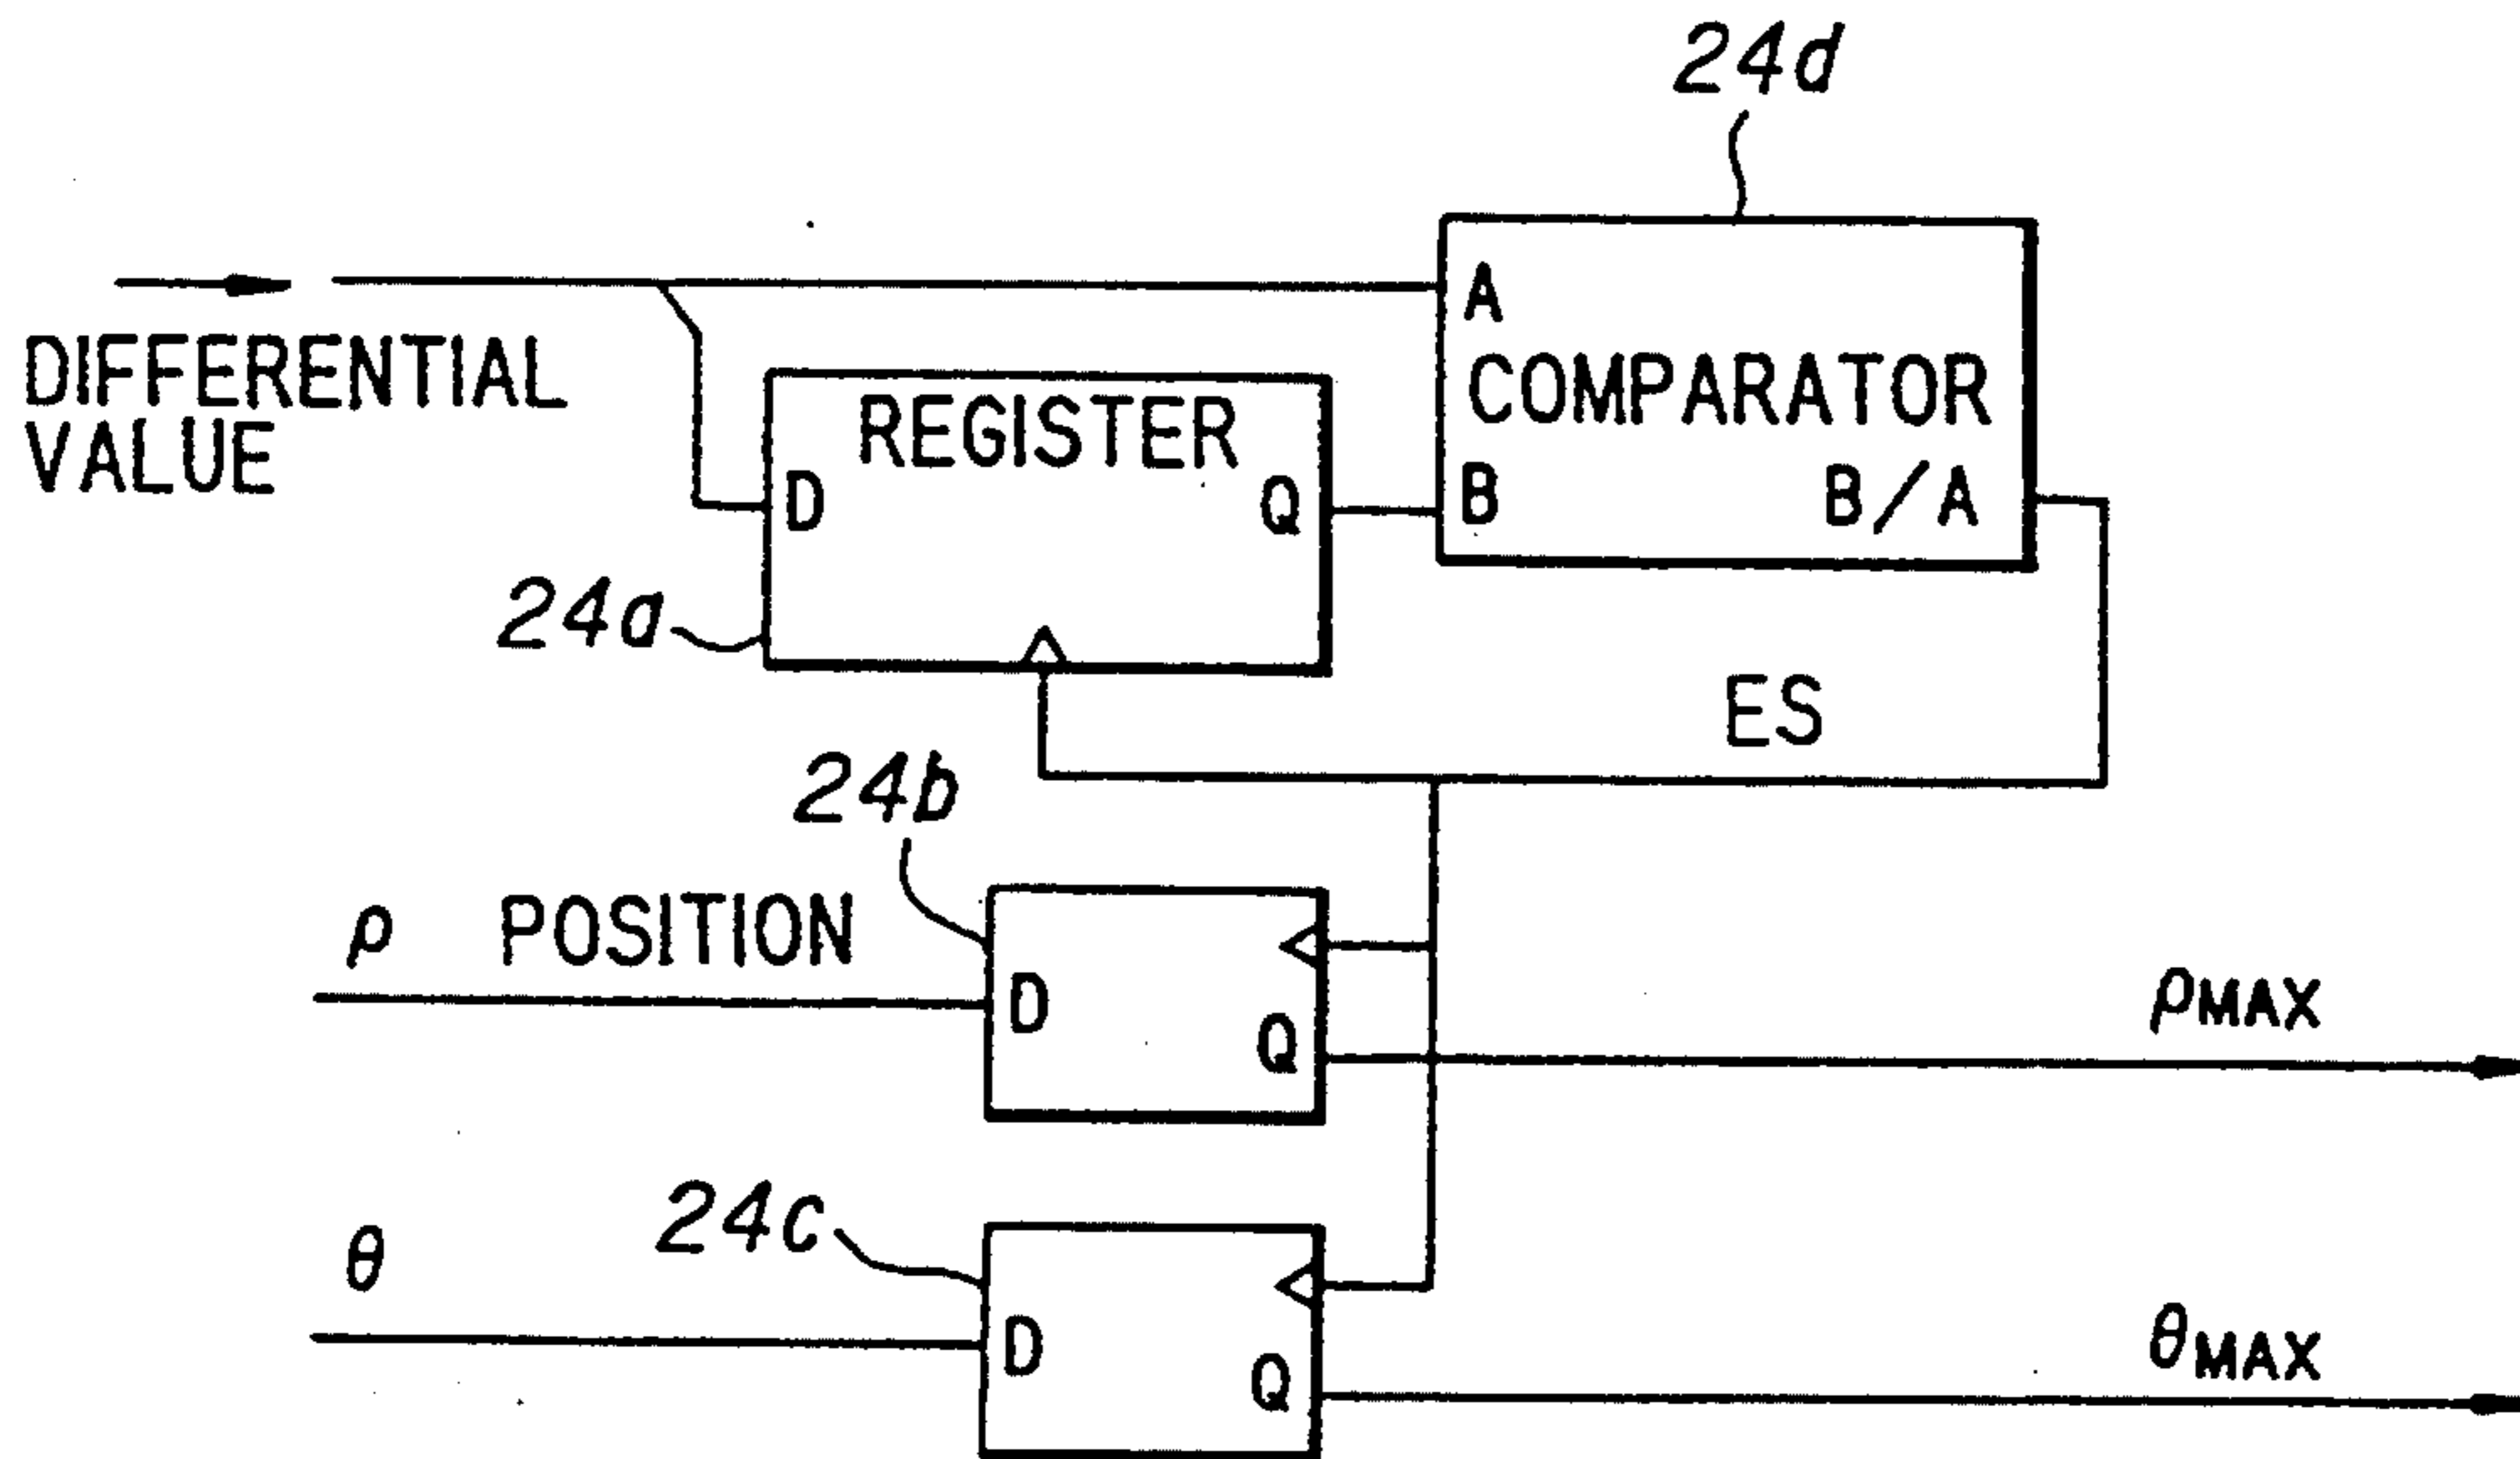 24d
DIFFERENTIAL
VALUE
A
COMPARATOR
B B/A
REGISTER
D Q
24a
ES
24b
ρ POSITION
D
Q
ρMAX
24c
θ
D
Q
θMAX